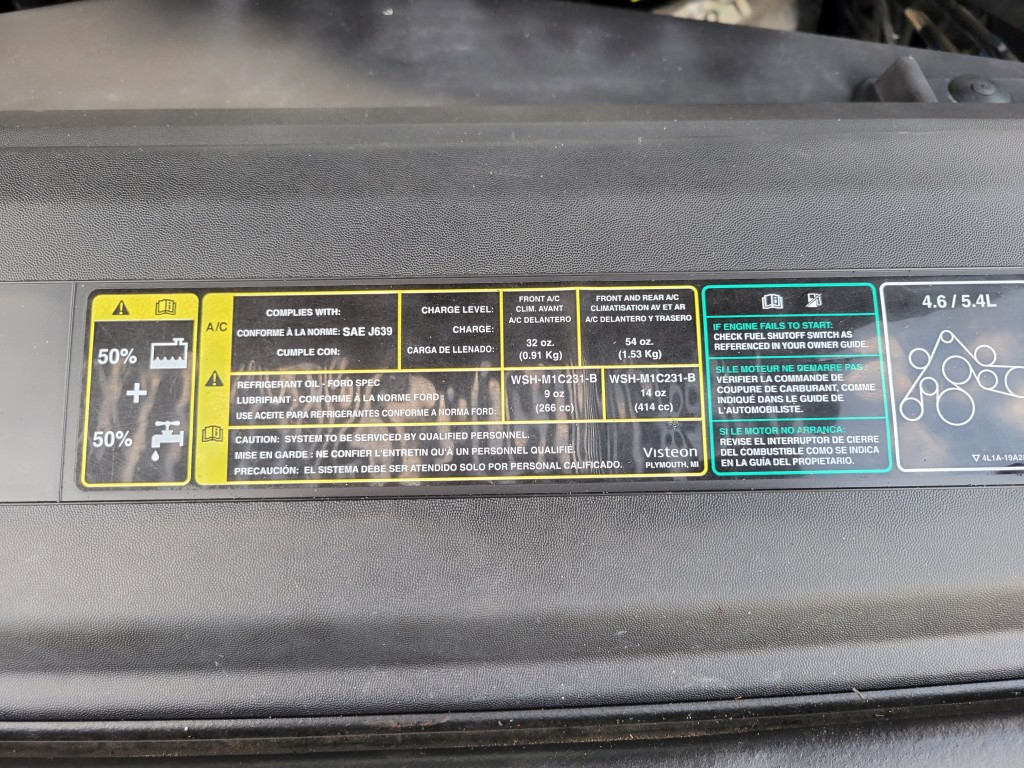 50%
+
50%
A/C
COMPLIES WITH:
CONFORME À LA NORME: SAE J639
CUMPLE CON:
CHARGE LEVEL:
CHARGE:
CARGA DE LLENADO:
FRONT A/C
CLIM. AVANT
A/C DELANTERO
32 oz.
(0.91 Kg)
FRONT AND REAR A/C
CLIMATISATION AV ET AR
A/C DELANTERO Y TRASERO
54 oz.
(1.53 Kg)
REFRIGERANT OIL - FORD SPEC
LUBRIFIANT - CONFORME À LA NORME FORD :
USE ACEITE PARA REFRIGERANTES CONFORME A NORMA FORD:
WSH-M1C231-B
9 oz
(266 cc)
WSH-M1C231-B
14 oz
(414 cc)
CAUTION: SYSTEM TO BE SERVICED BY QUALIFIED PERSONNEL.
MISE EN GARDE : NE CONFIER L'ENTRETIN QU'À UN PERSONNEL QUALIFIÉ.
PRECAUCIÓN: EL SISTEMA DEBE SER ATENDIDO SOLO POR PERSONAL CALIFICADO.
Visteon
PLYMOUTH, MI
IF ENGINE FAILS TO START:
CHECK FUEL SHUTOFF SWITCH AS
REFERENCED IN YOUR OWNER GUIDE.
SI LE MOTEUR NE DÉMARRE PAS :
VÉRIFIER LA COMMANDE DE
COUPURE DE CARBURANT, COMME
INDIQUÉ DANS LE GUIDE DE
L'AUTOMOBILISTE.
SI LE MOTOR NO ARRANCA:
REVISE EL INTERRUPTOR DE CIERRE
DEL COMBUSTIBLE COMO SE INDICA
EN LA GUÍA DEL PROPIETARIO.
4.6 / 5.4L